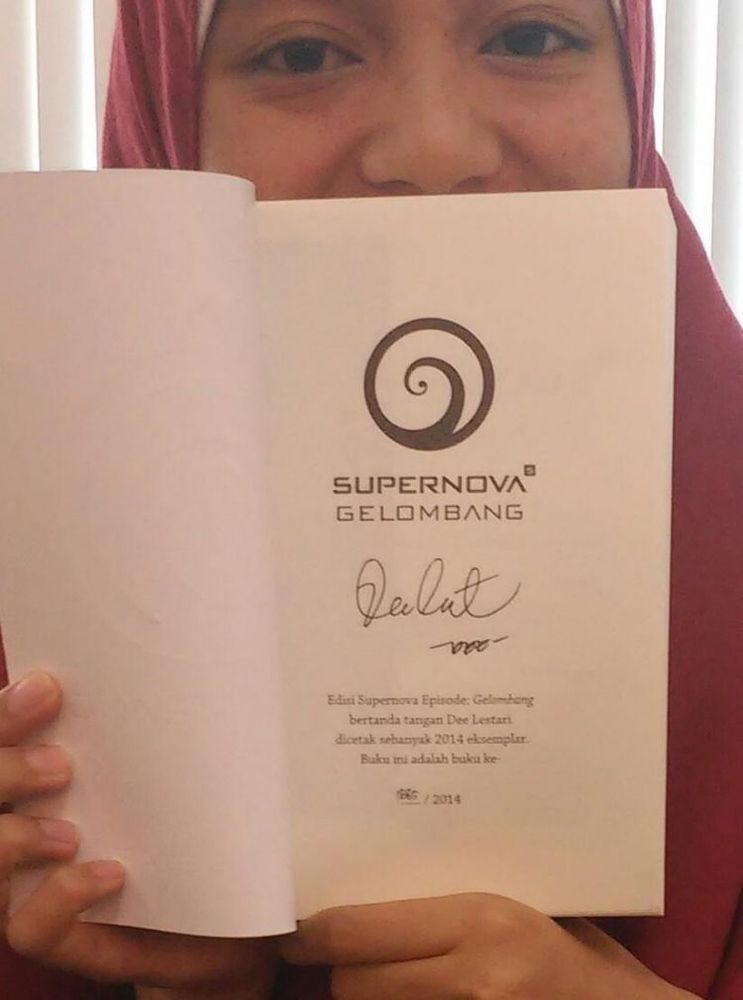 SUPERNOVA 5
GELOMBANG
Edisi Supernova Episode: Gelombang
bertanda tangan Dee Lestari
dicetak sebanyak 2014 eksemplar.
Buku ini adalah buku ke-
/ 2014